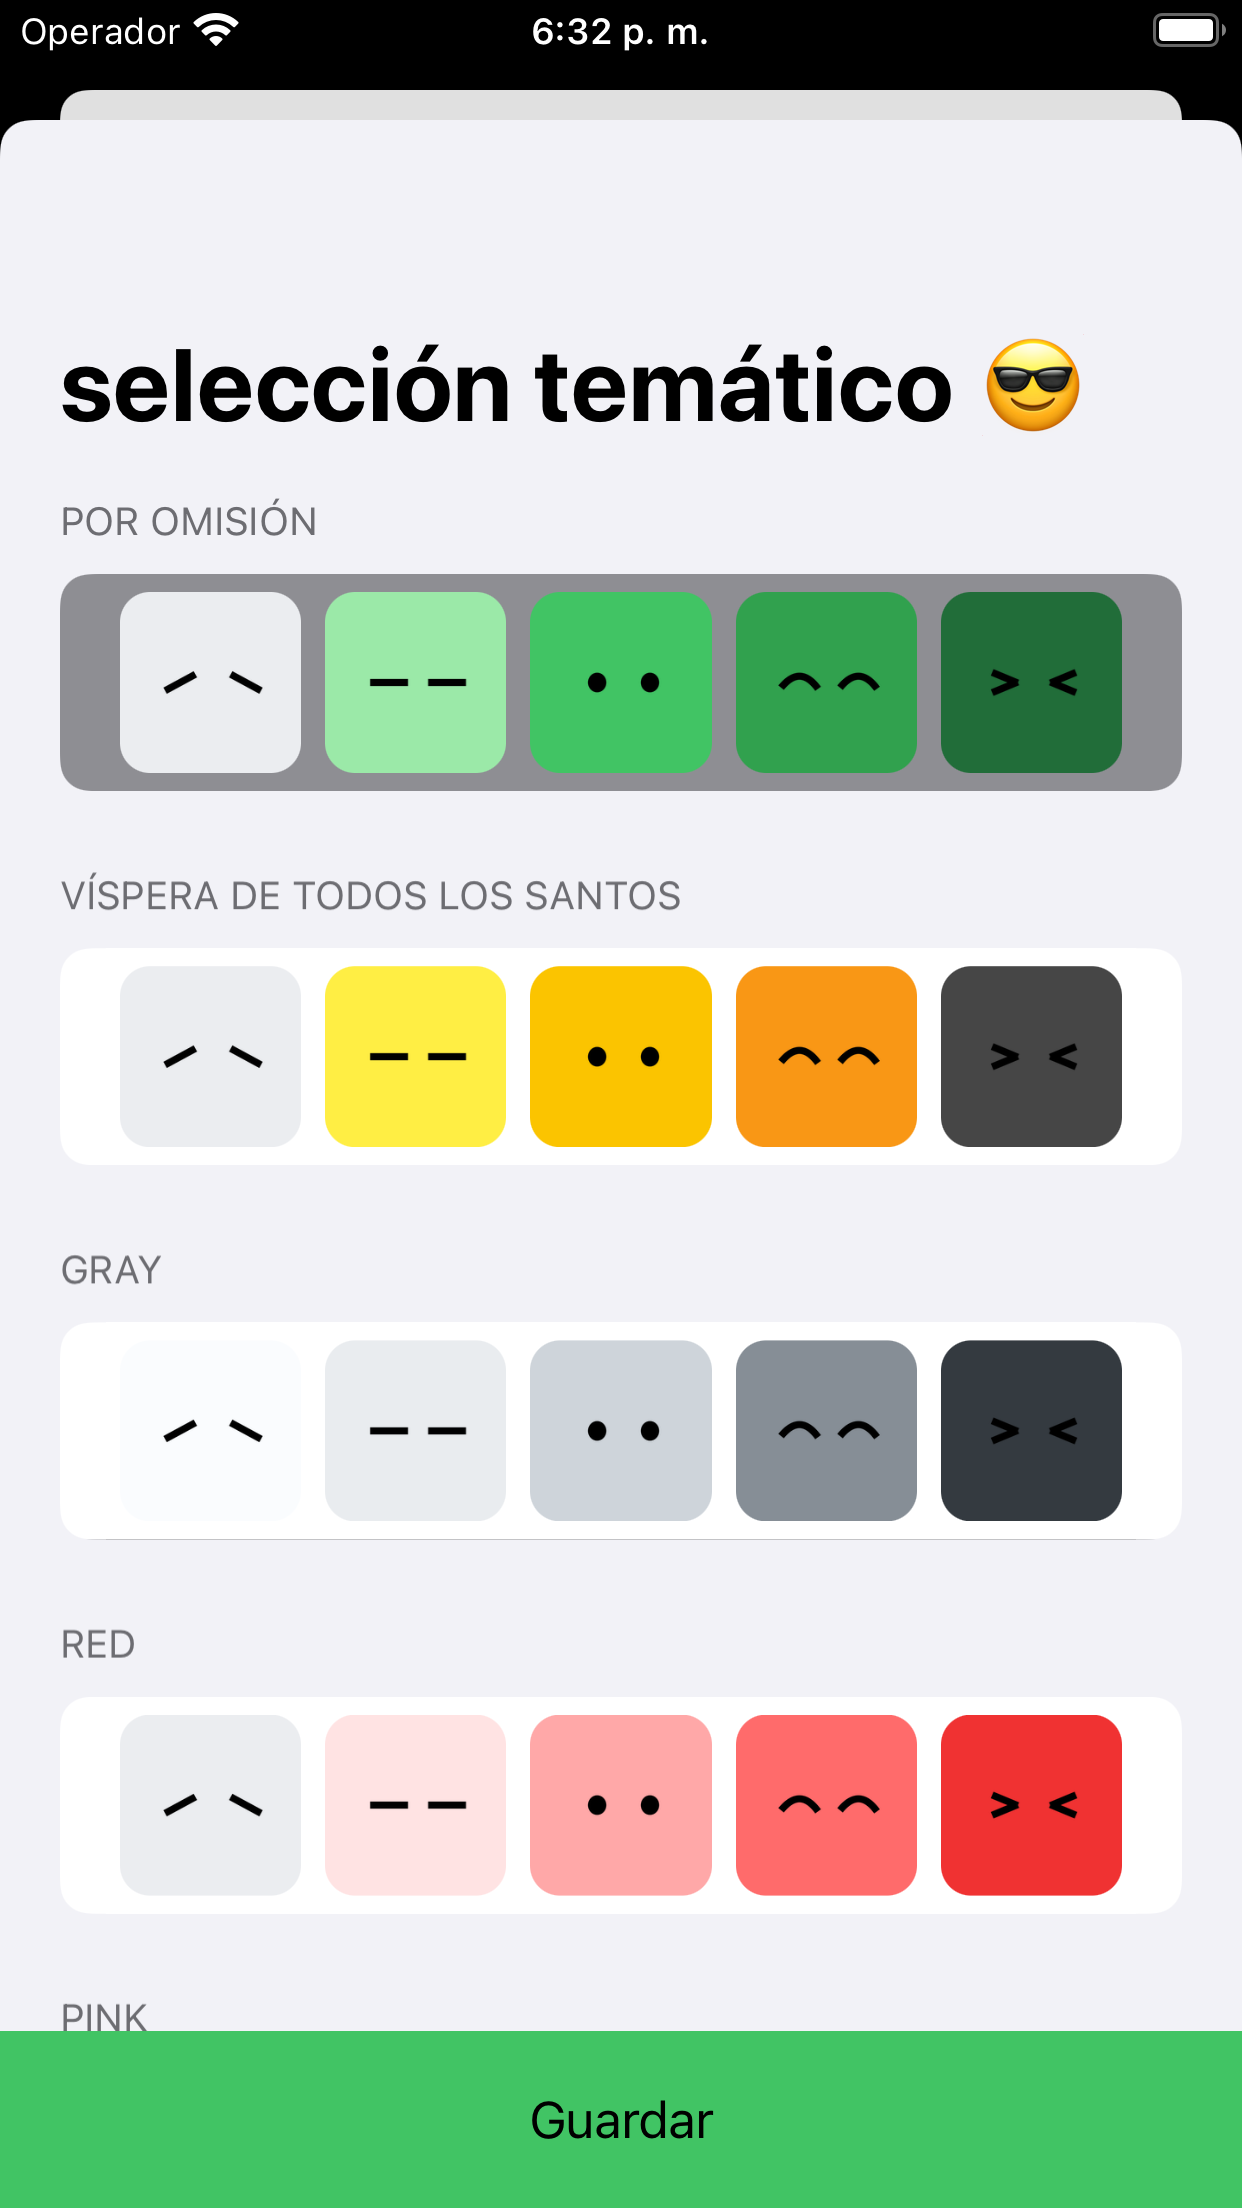 Operador 6:32 p. m.
selección temático 😎
POR OMISIÓN
VÍSPERA DE TODOS LOS SANTOS
GRAY
RED
PINK
Guardar